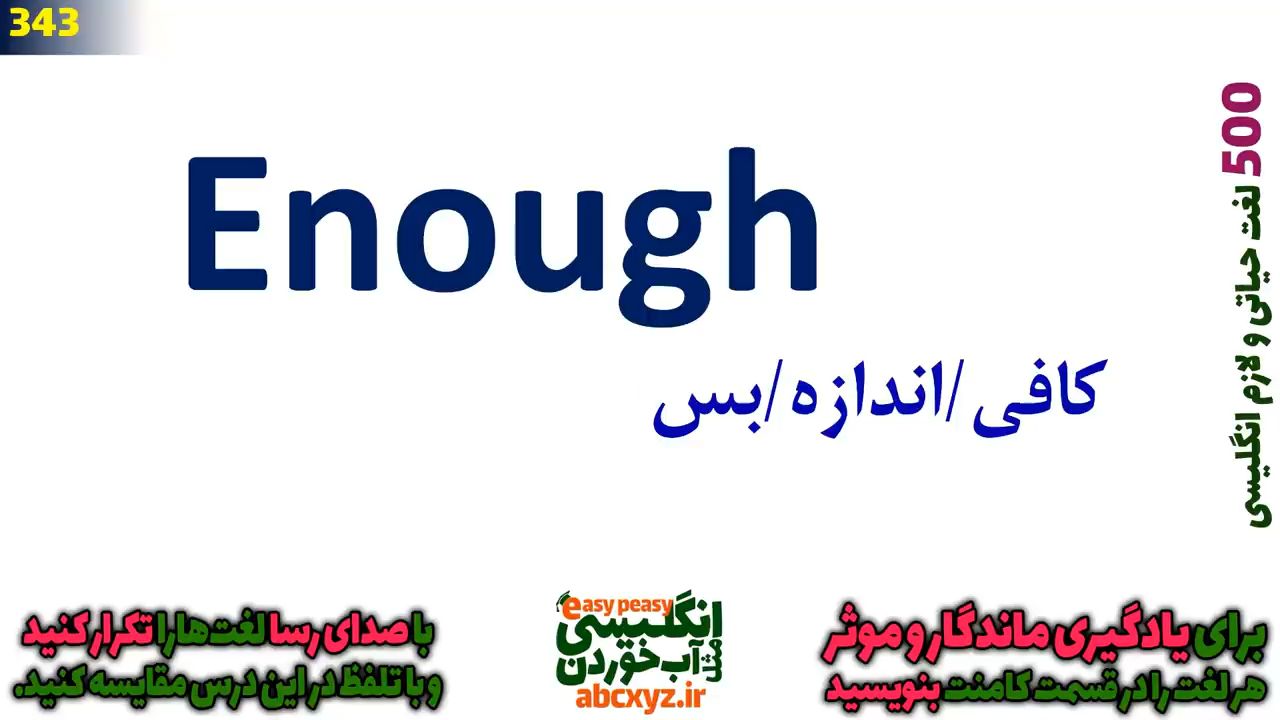 343
Enough
کافی /اندازه /بس
500 لغت حیاتی و لازم انگلیسی
برای یادگیری ماندگار و موثر
هر لغت را در قسمت کامنت بنویسید
easy peasy
انگلیسی
مثل
آب خوردن
abcxyz.ir
با صدای رسا لغت‌ها را تکرار کنید
و با تلفظ در این درس مقایسه کنید.